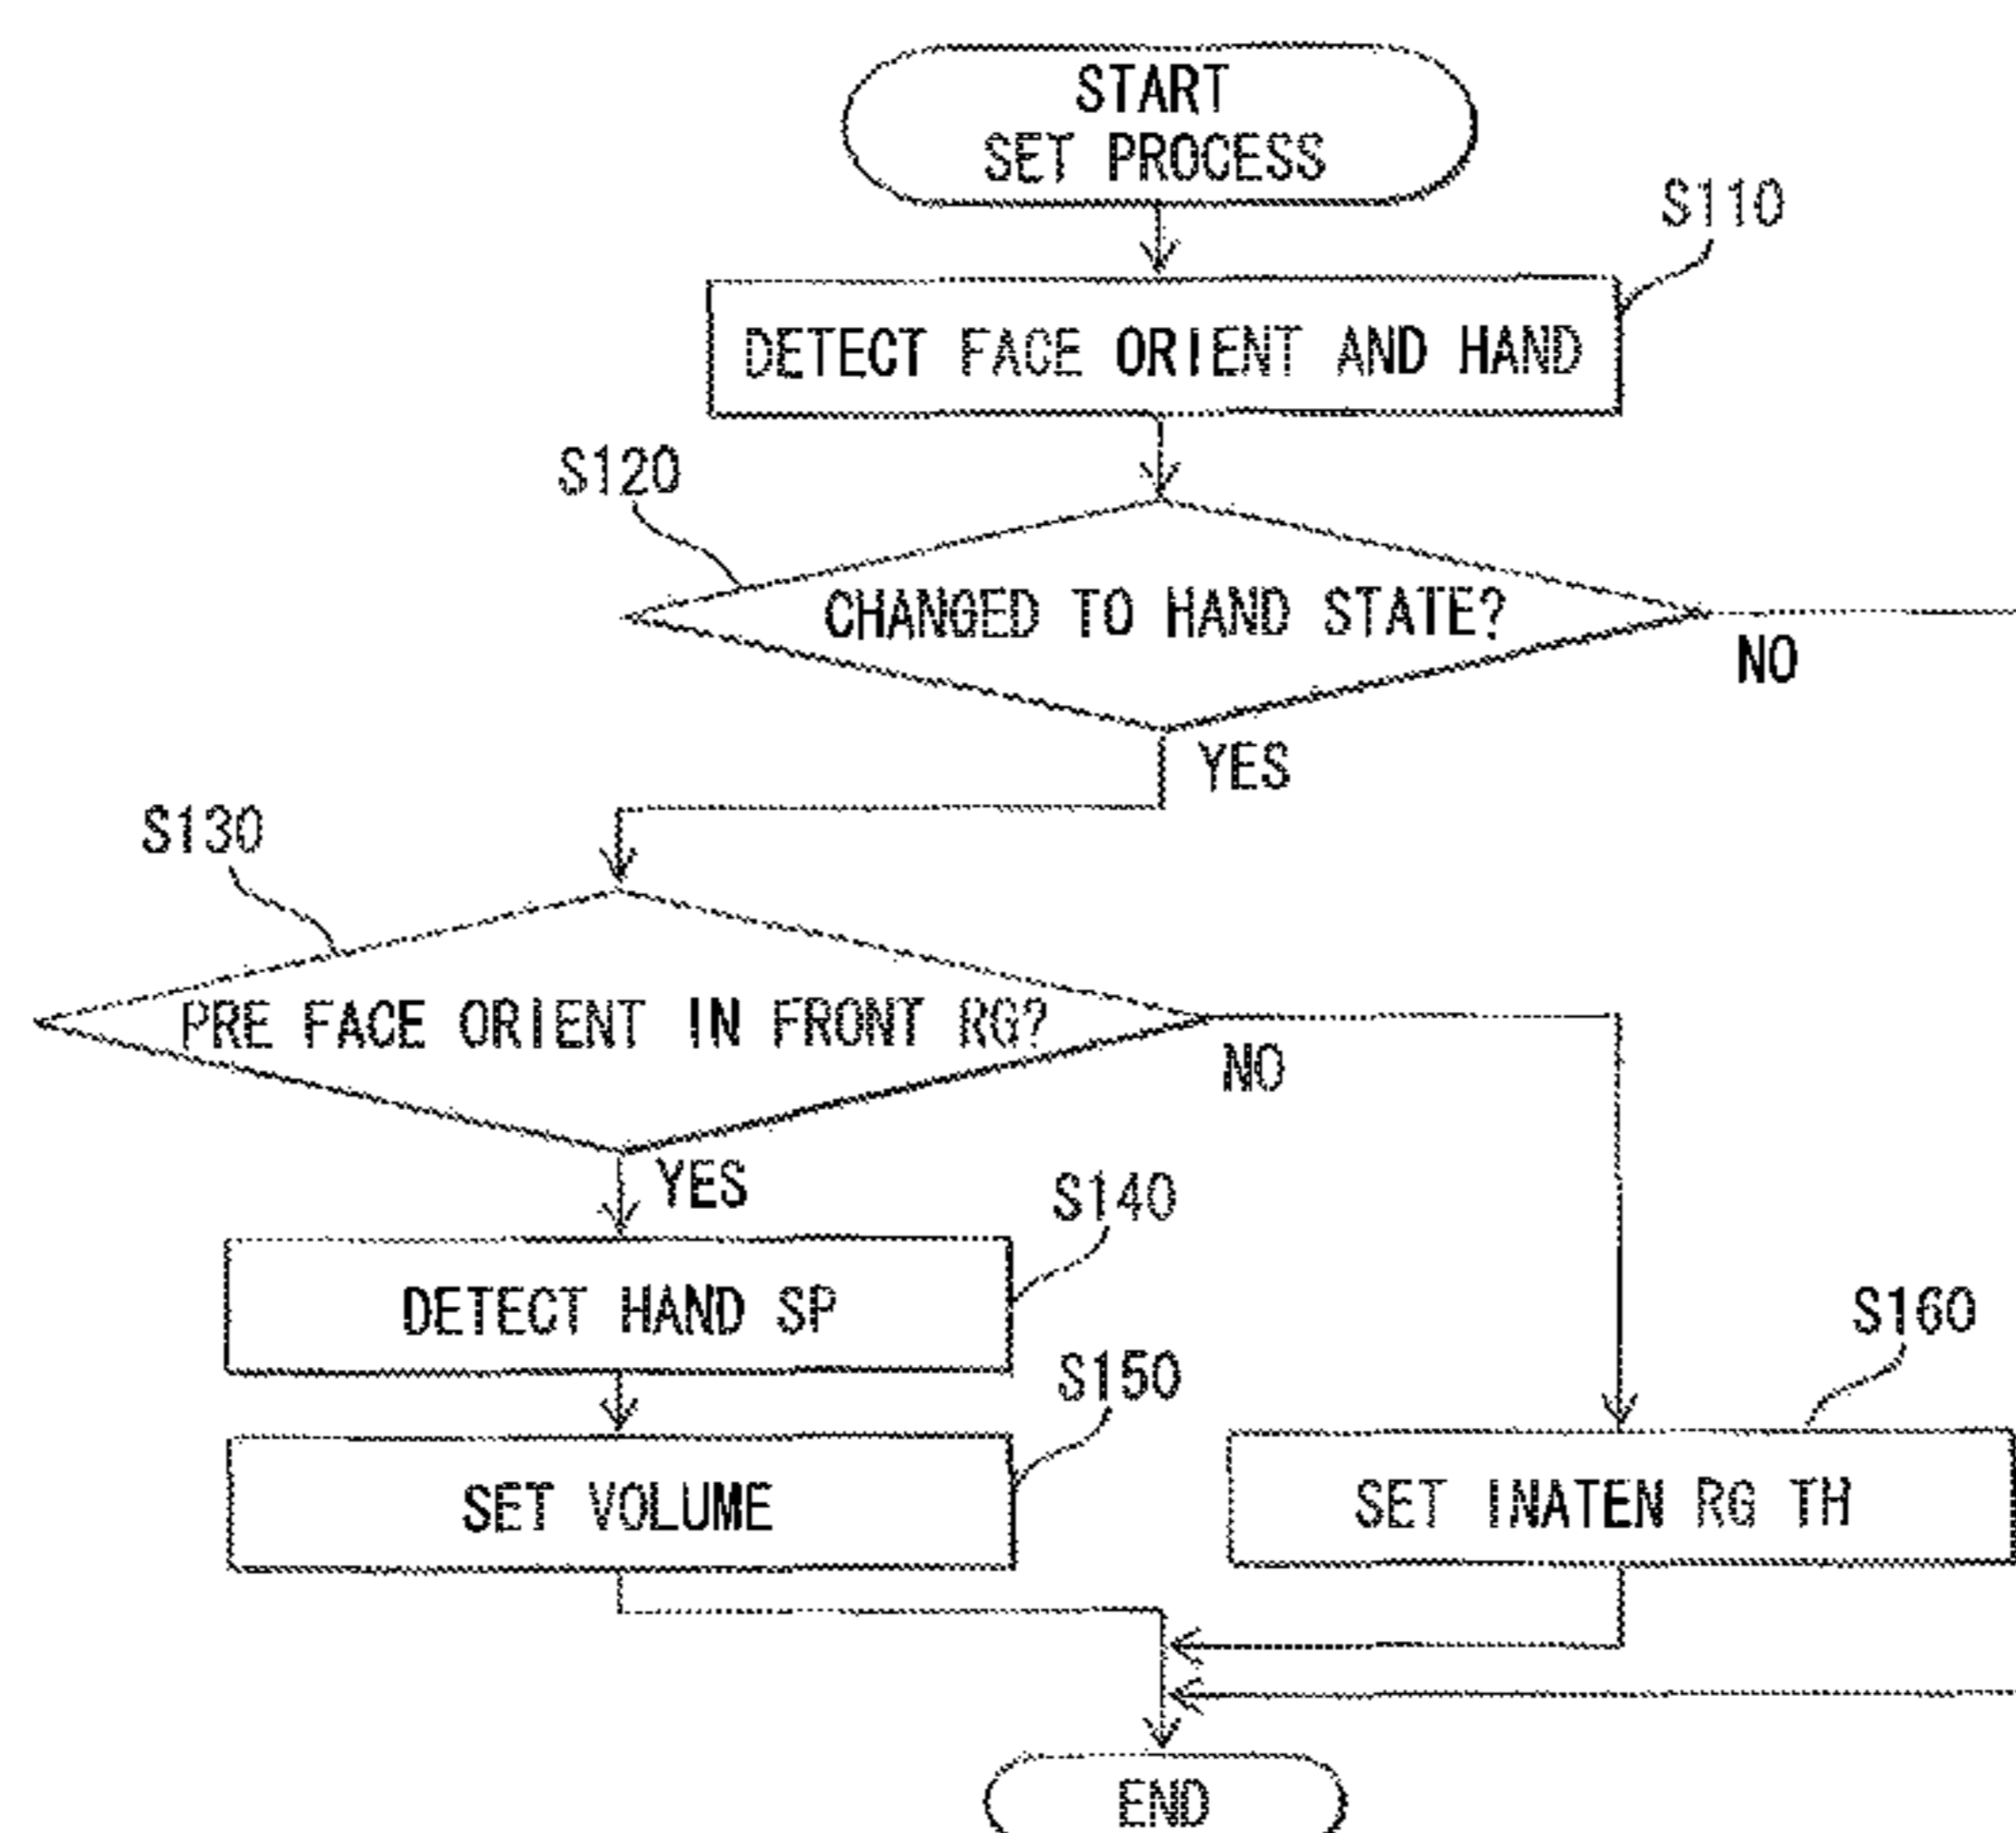 START
SET PROCESS
S110
DETECT FACE ORIENT AND HAND
S120
CHANGED TO HAND STATE?
NO
YES
S130
PRE FACE ORIENT IN FRONT RG?
NO
YES
S140
DETECT HAND SP
S150
SET VOLUME
S160
SET INATEN RG TH
END